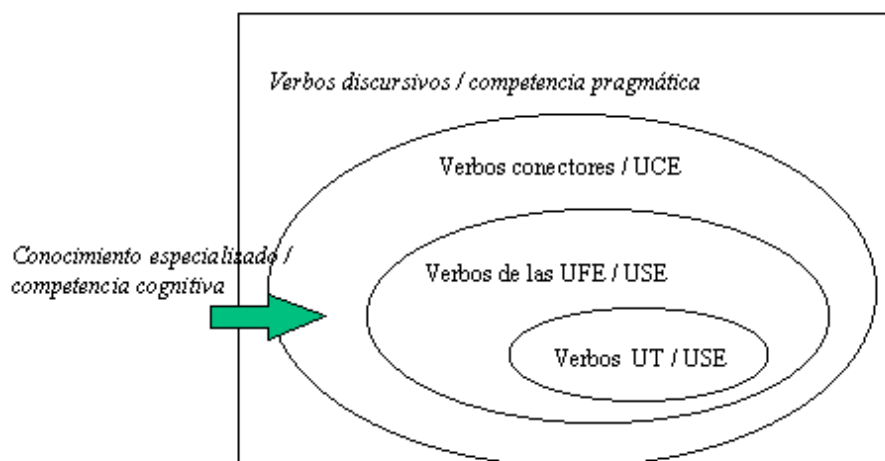 Verbos discursivos / competencia pragmática
Verbos conectores / UCE
Conocimiento especializado /
competencia cognitiva
Verbos de las UFE / USE
Verbos UT / USE